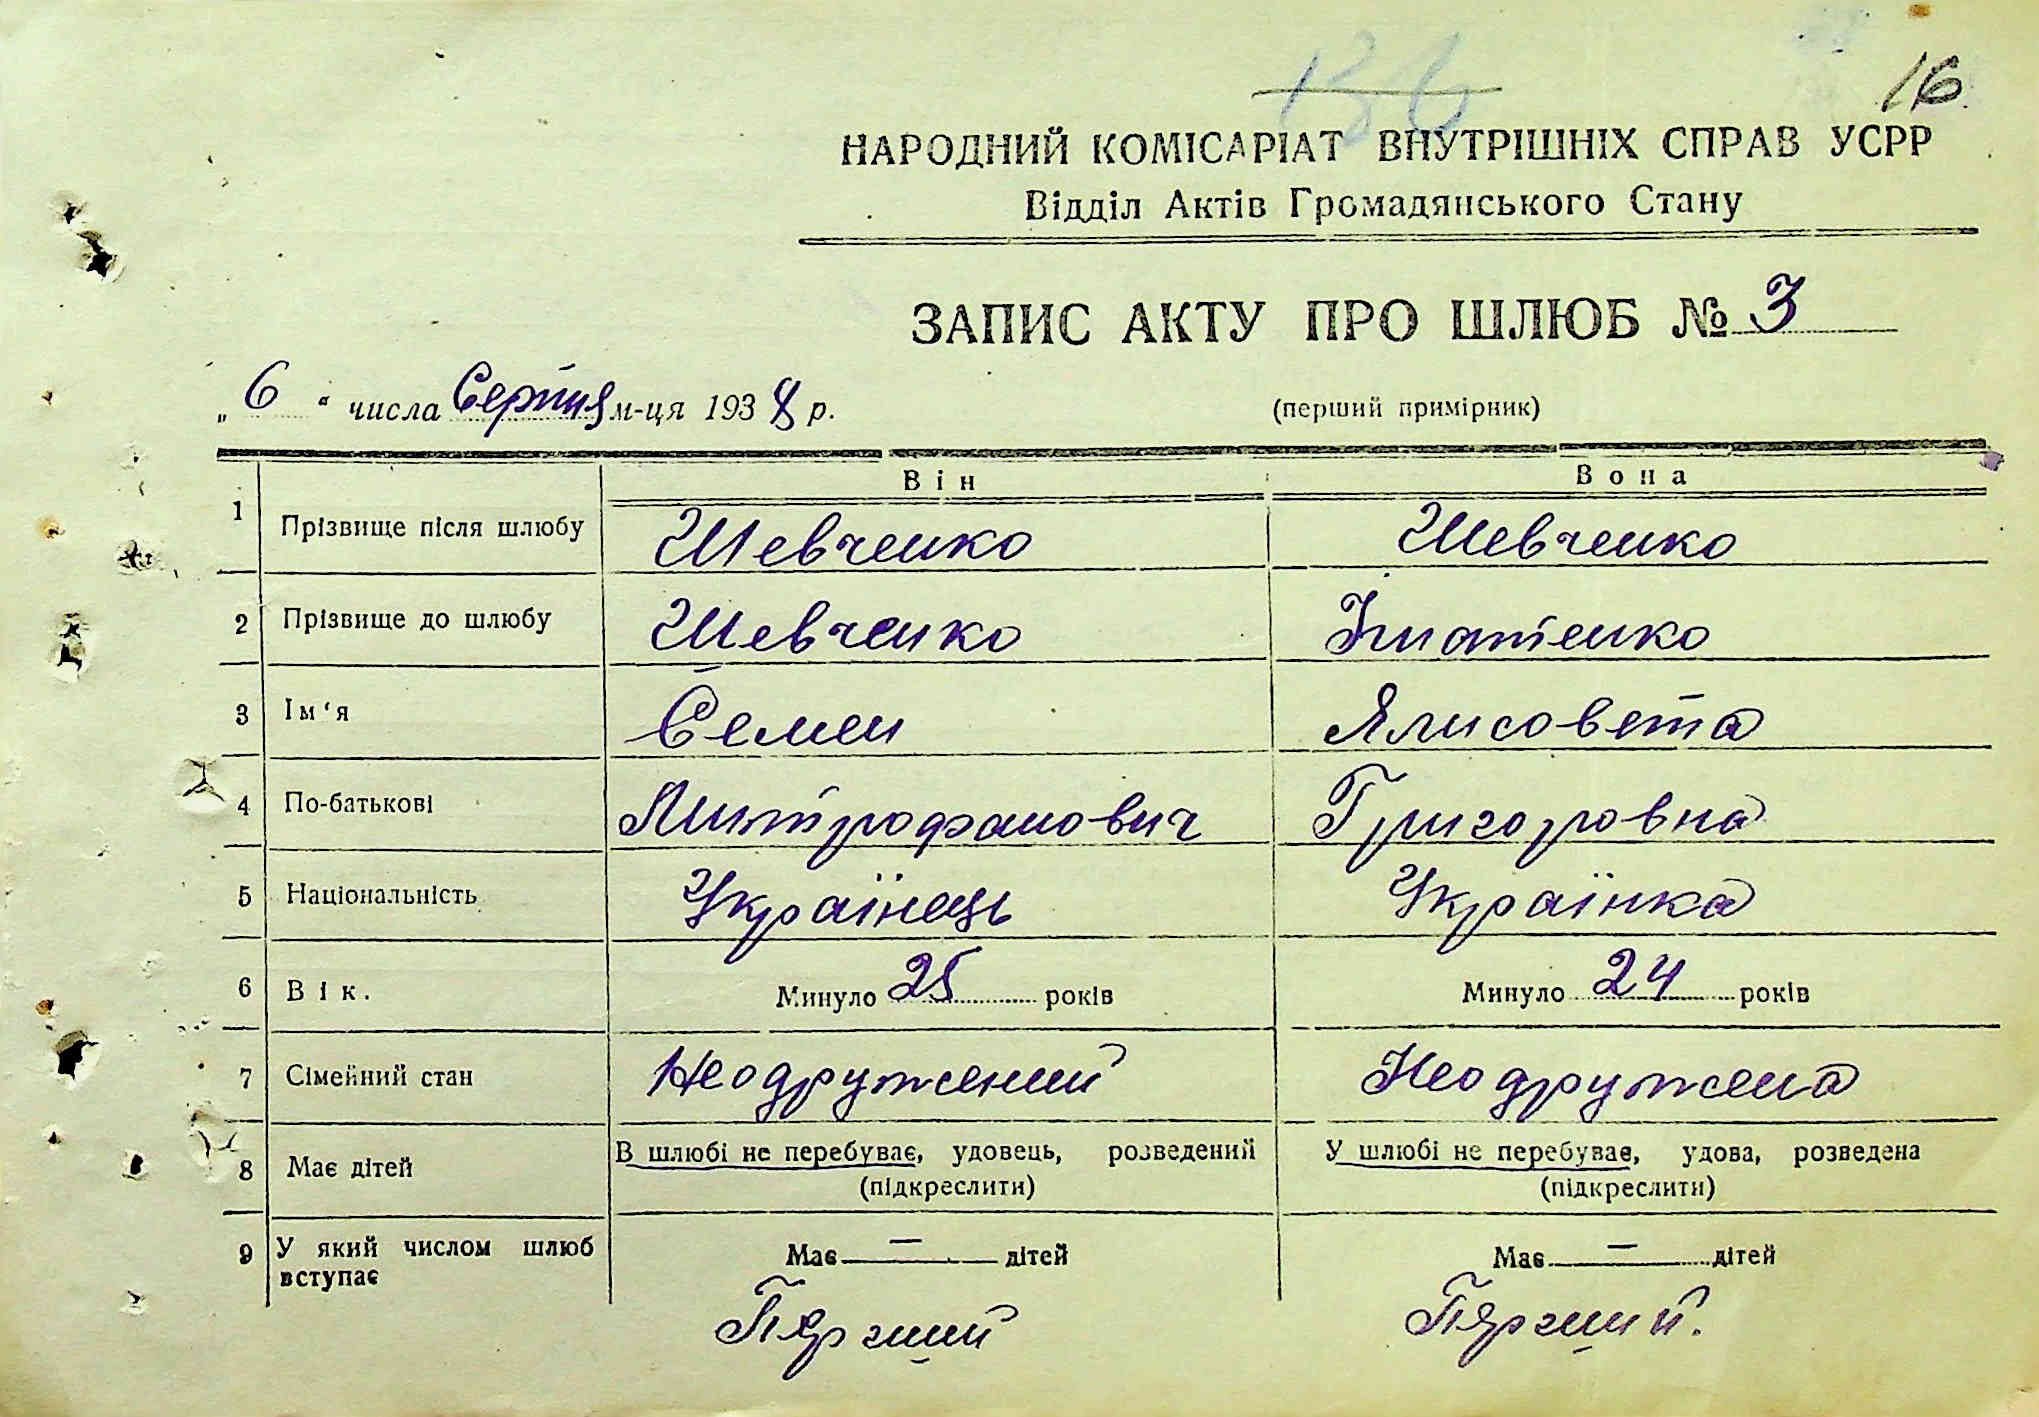 136
16
НАРОДНИЙ КОМІСАРІАТ ВНУТРІШНІХ СПРАВ УСРР
Відділ Актів Громадянського Стану
ЗАПИС АКТУ ПРО ШЛЮБ № 3
„ 6 “ числа Серпня м-ця 1938 р.
(перший примірник)
Він Вона
1 Прізвище після шлюбу Шевченко Шевченко
2 Прізвище до шлюбу Шевченко Ігнатенко
3 Ім‘я Семен Ялисовета
4 По-батькові Митрофанович Григоровна
5 Національність Українець Українка
6 Вік. Минуло 25 років Минуло 24 років
7 Сімейний стан Неодружений Неодружена
8 Має дітей В шлюбі не перебуває, удовець, розведений У шлюбі не перебуває, удова, розведена
(підкреслити) (підкреслити)
9 У який числом шлюб вступає Має — дітей Має — дітей
Пярший Пярший.